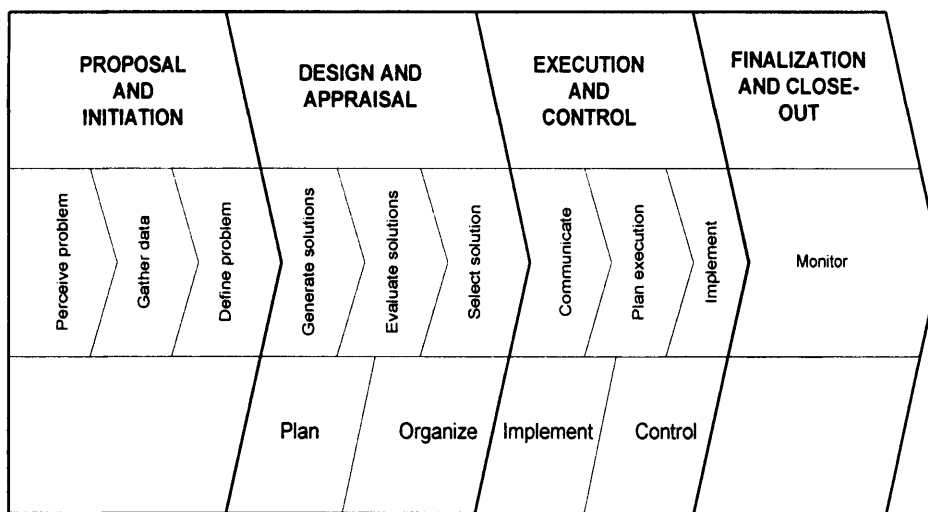 PROPOSAL
AND
INITIATION
DESIGN AND
APPRAISAL
EXECUTION
AND
CONTROL
FINALIZATION
AND CLOSE-
OUT
Perceive problem
Gather data
Define problem
Generate solutions
Evaluate solutions
Select solution
Communicate
Plan execution
Implement
Monitor
Plan
Organize
Implement
Control